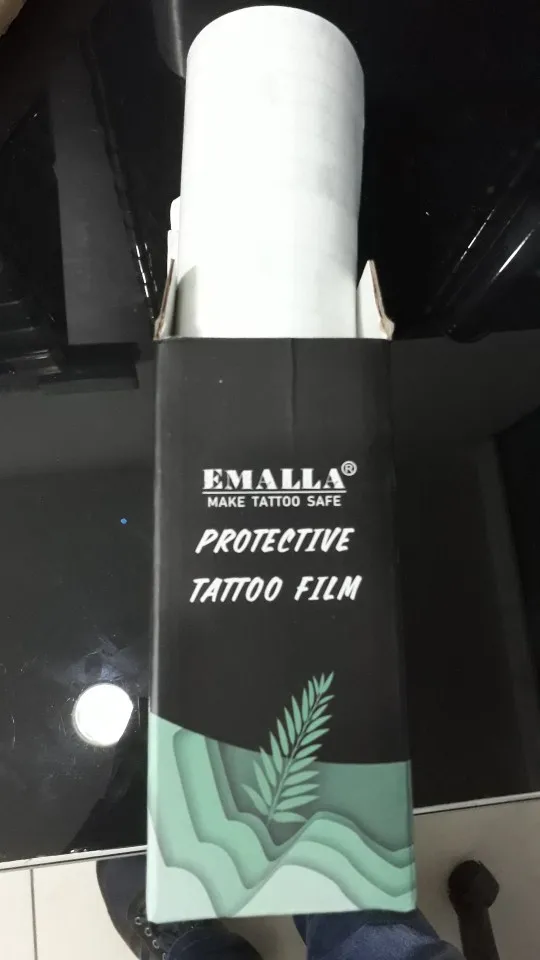 EMALLA®
MAKE TATTOO SAFE
PROTECTIVE
TATTOO FILM